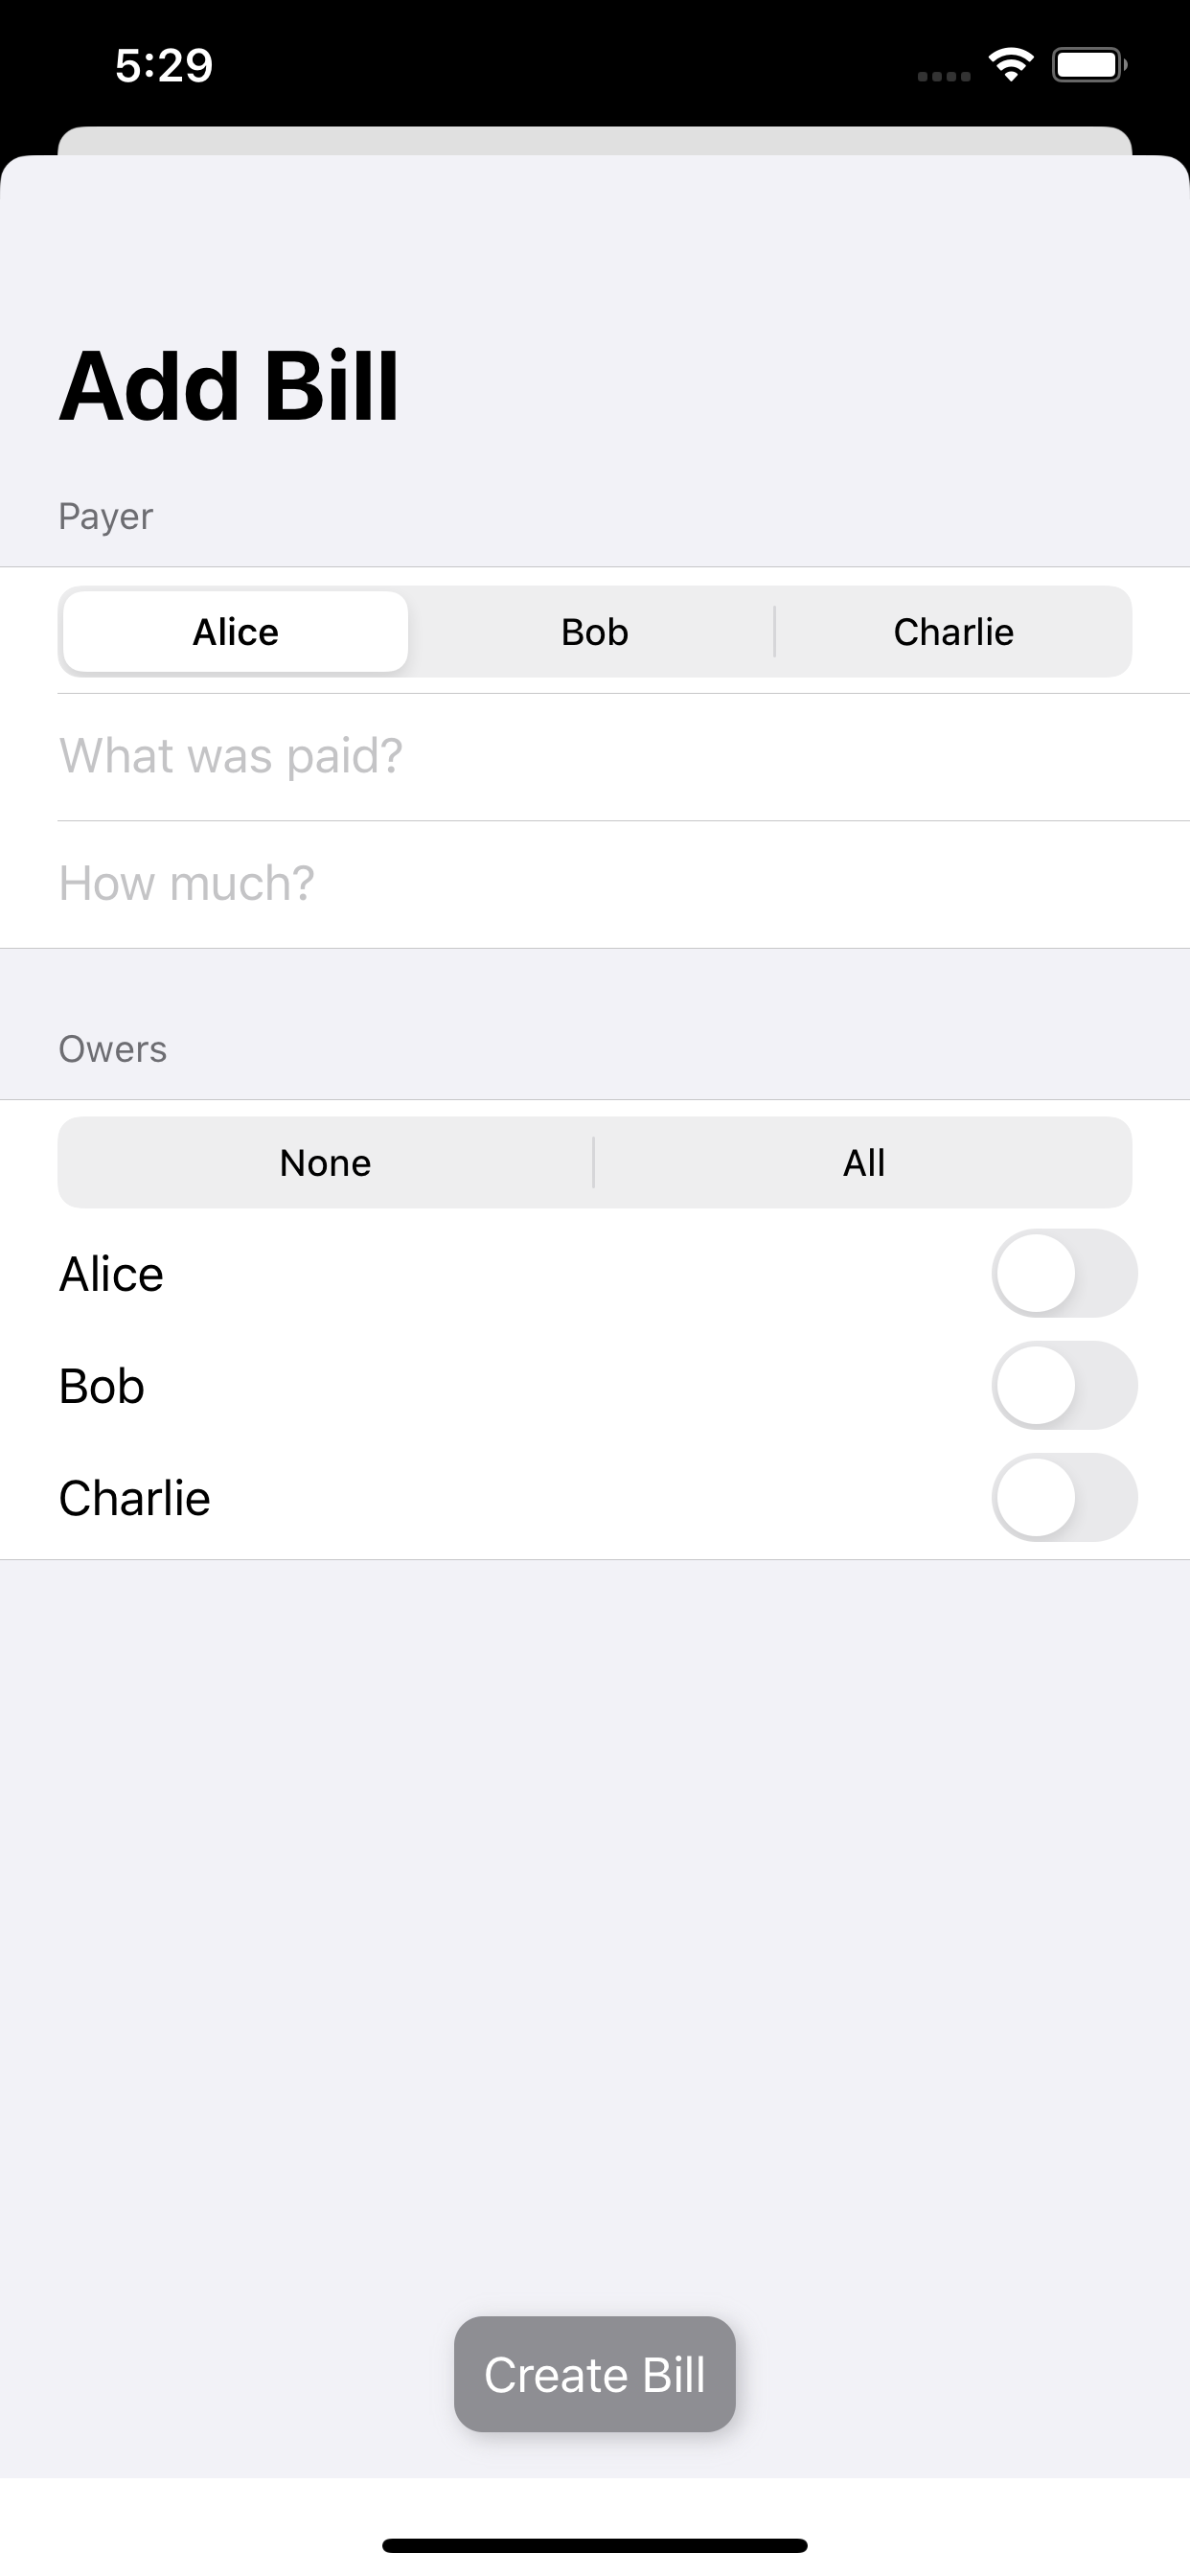 5:29
Add Bill
Payer
Alice Bob Charlie
What was paid?
How much?
Owers
None All
Alice
Bob
Charlie
Create Bill